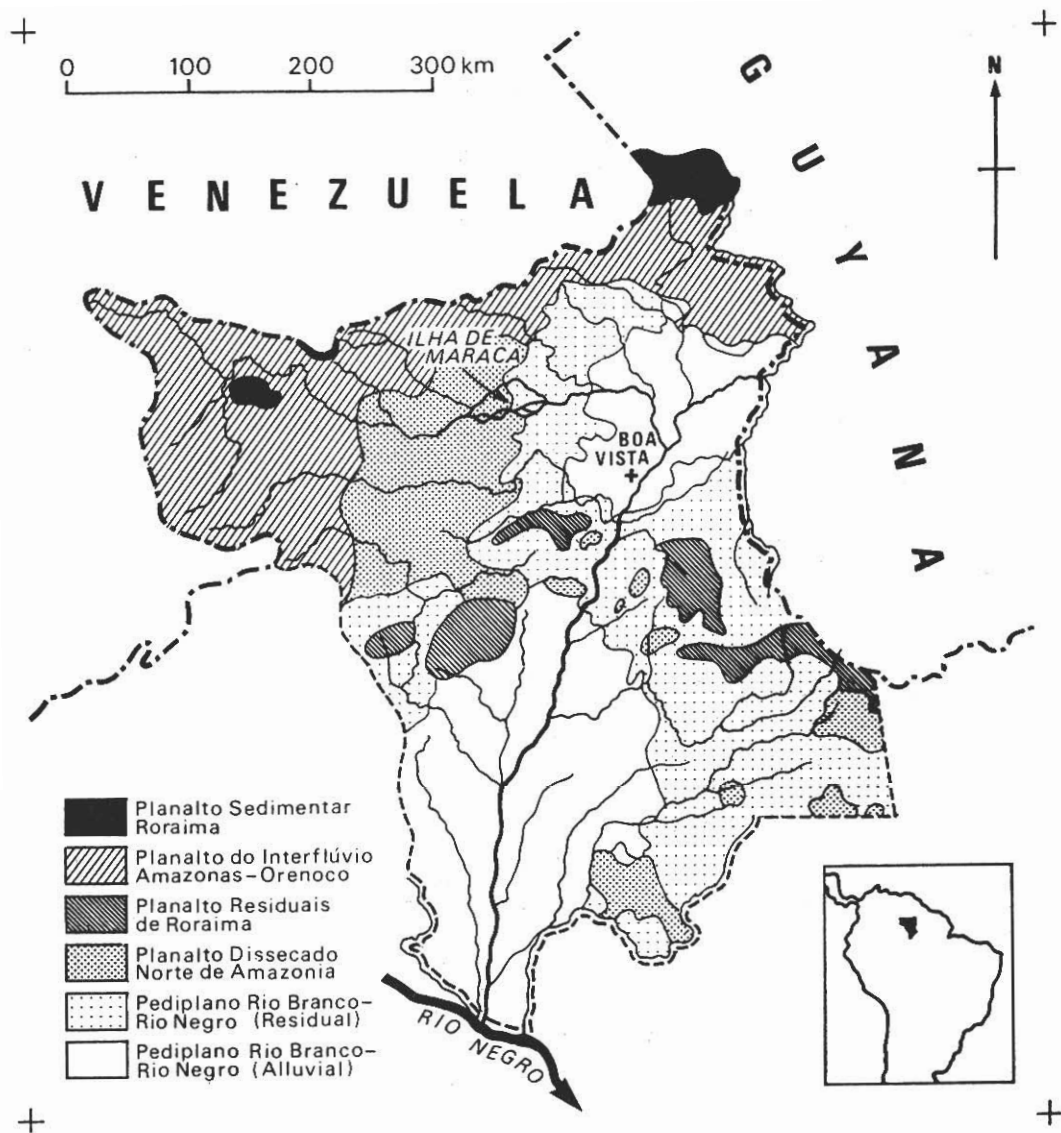 0 100 200 300 km
N
VENEZUELA
GUYANA
ILHA DE
MARACA
BOA
VISTA
Planalto Sedimentar
Roraima
Planalto do Interflúvio
Amazonas-Orenoco
Planalto Residuais
de Roraima
Planalto Dissecado
Norte de Amazonia
Pediplano Rio Branco-
Rio Negro (Residual)
Pediplano Rio Branco-
Rio Negro (Alluvial)
RIO NEGRO